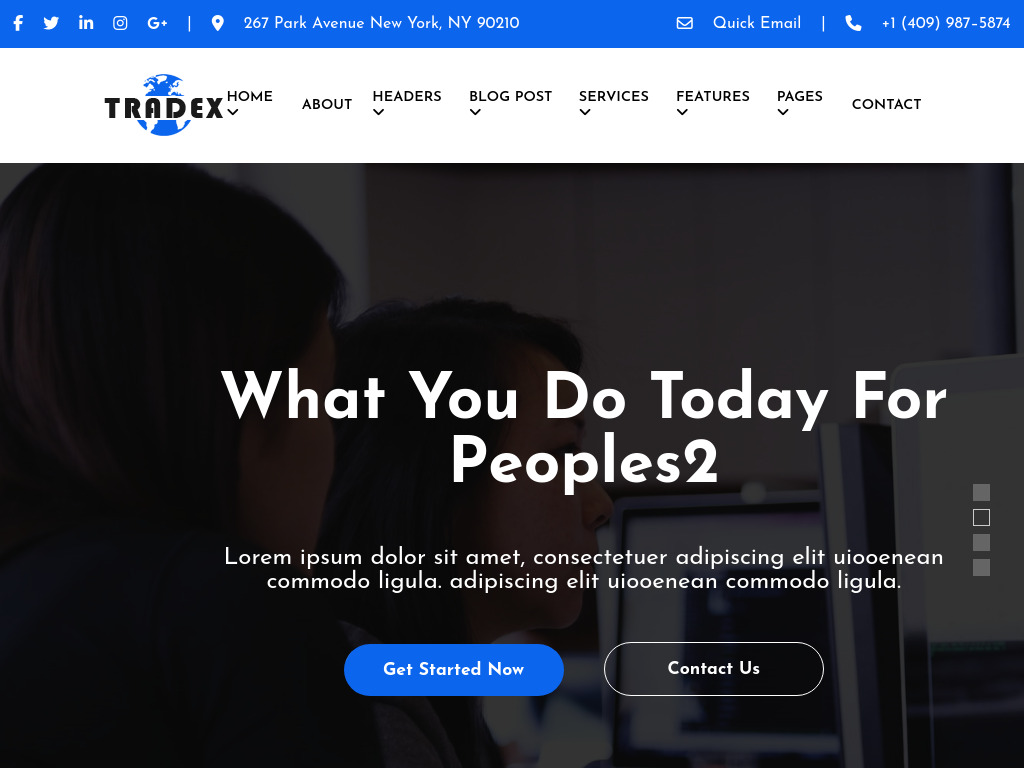 | 267 Park Avenue New York, NY 90210 Quick Email | +1 (409) 987-5874
TRADEX HOME ABOUT HEADERS BLOG POST SERVICES FEATURES PAGES CONTACT
What You Do Today For
Peoples2
Lorem ipsum dolor sit amet, consectetuer adipiscing elit uiooenean
commodo ligula. adipiscing elit uiooenean commodo ligula.
Get Started Now Contact Us